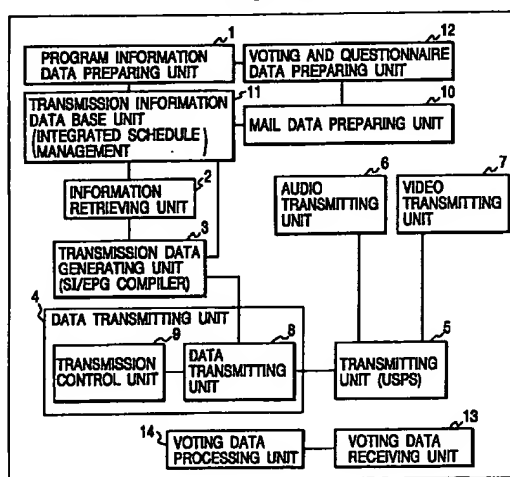 1
PROGRAM INFORMATION
DATA PREPARING UNIT
12
VOTING AND QUESTIONNAIRE
DATA PREPARING UNIT
11
TRANSMISSION INFORMATION
DATA BASE UNIT
(INTEGRATED SCHEDULE
MANAGEMENT)
10
MAIL DATA PREPARING UNIT
2
INFORMATION
RETRIEVING UNIT
6
AUDIO
TRANSMITTING
UNIT
7
VIDEO
TRANSMITTING
UNIT
3
TRANSMISSION DATA
GENERATING UNIT
(SI/EPG COMPILER)
4
DATA TRANSMITTING UNIT
9
TRANSMISSION
CONTROL UNIT
8
DATA
TRANSMITTING
UNIT
5
TRANSMITTING
UNIT (USPS)
14
VOTING DATA
PROCESSING UNIT
13
VOTING DATA
RECEIVING UNIT